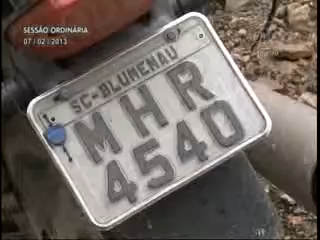 SESSÃO ORDINÁRIA
07 / 02 / 2013
SC-BLUMENAU
MHR
4540